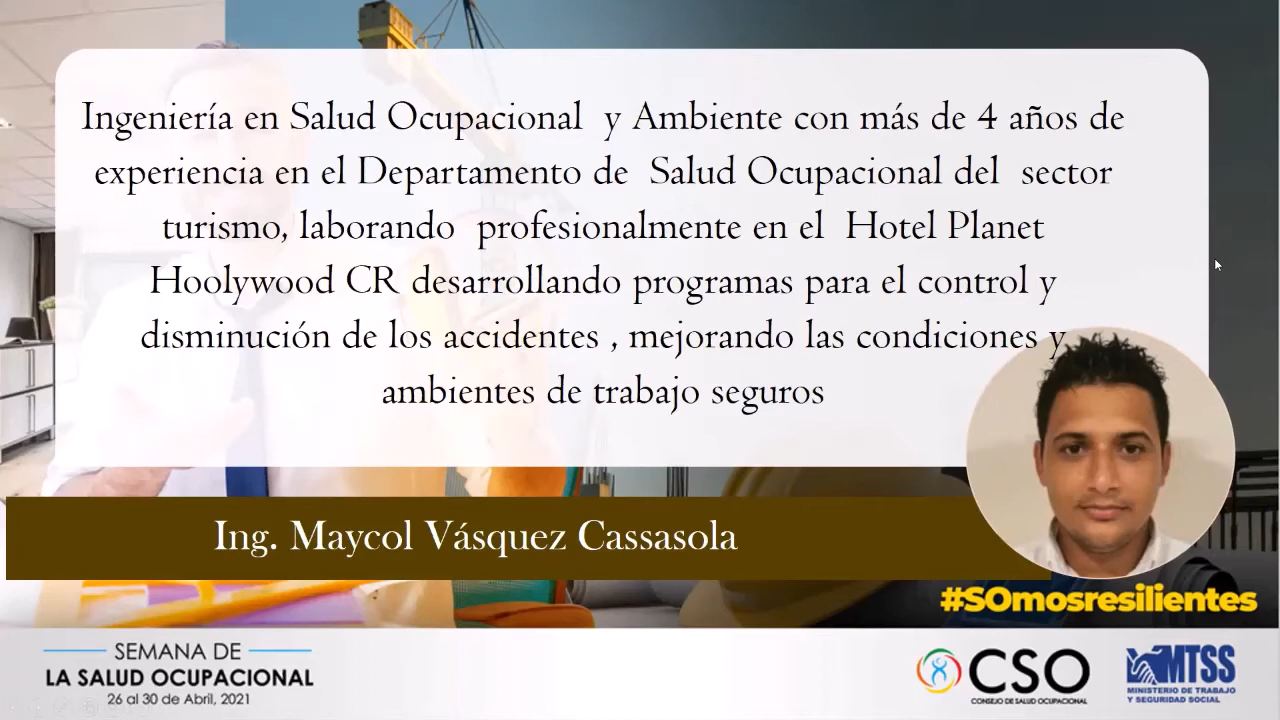 Ingeniería en Salud Ocupacional y Ambiente con más de 4 años de
experiencia en el Departamento de Salud Ocupacional del sector
turismo, laborando profesionalmente en el Hotel Planet
Hoolywood CR desarrollando programas para el control y
disminución de los accidentes , mejorando las condiciones y
ambientes de trabajo seguros
Ing. Maycol Vásquez Cassasola
#SOmosresilientes
SEMANA DE
LA SALUD OCUPACIONAL
26 al 30 de Abril, 2021
CSO
CONSEJO DE SALUD OCUPACIONAL
MTSS
MINISTERIO DE TRABAJO
Y SEGURIDAD SOCIAL